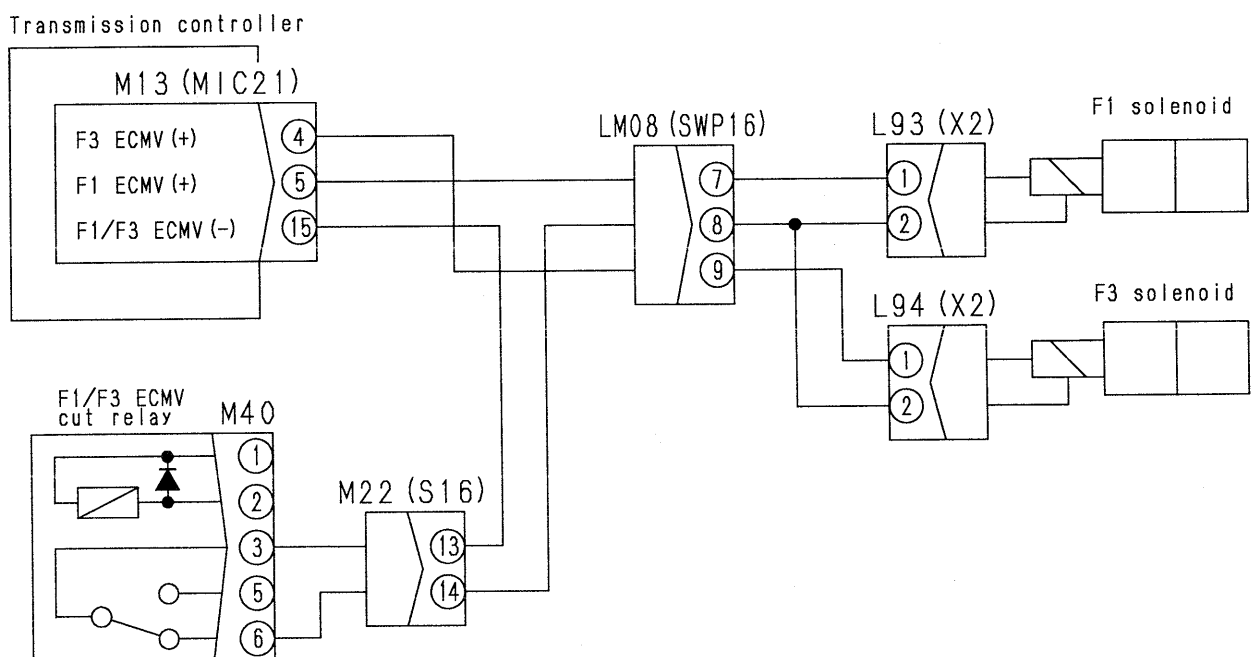 Transmission controller
M13 (MIC21)
F3 ECMV (+)
4
F1 ECMV (+)
5
F1/F3 ECMV (-)
15
LM08 (SWP16)
7
8
9
L93 (X2)
1
2
F1 solenoid
L94 (X2)
1
2
F3 solenoid
F1/F3 ECMV
cut relay
M40
1
2
3
5
6
M22 (S16)
13
14